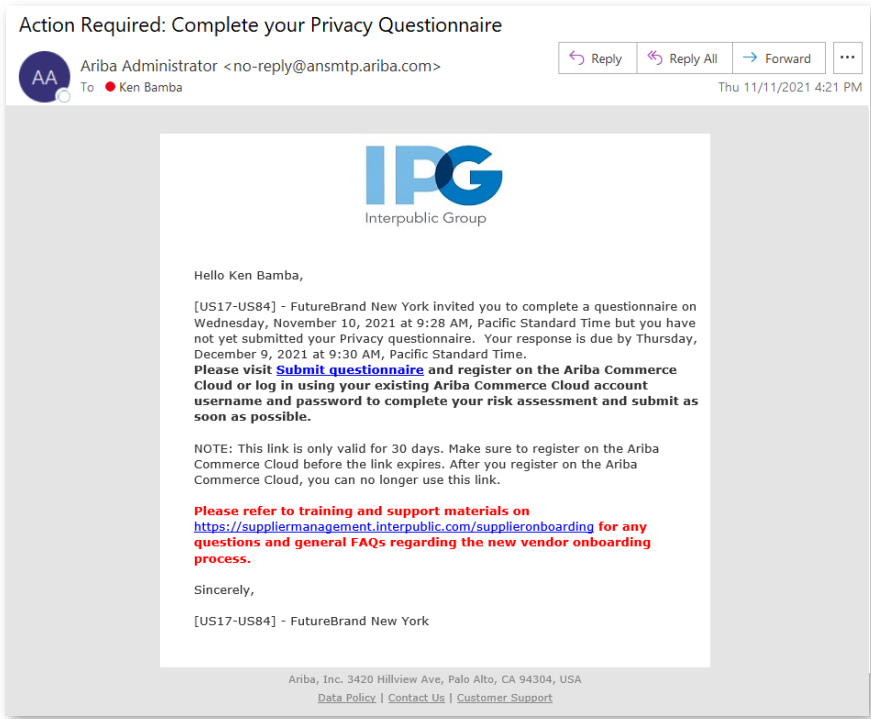 Action Required: Complete your Privacy Questionnaire
AA
Ariba Administrator <no-reply@ansmtp.ariba.com>
To Ken Bamba
Reply
Reply All
Forward
Thu 11/11/2021 4:21 PM
IPG
Interpublic Group
Hello Ken Bamba,
[US17-US84] - FutureBrand New York invited you to complete a questionnaire on
Wednesday, November 10, 2021 at 9:28 AM, Pacific Standard Time but you have
not yet submitted your Privacy questionnaire.  Your response is due by Thursday,
December 9, 2021 at 9:30 AM, Pacific Standard Time.
Please visit Submit questionnaire and register on the Ariba Commerce
Cloud or log in using your existing Ariba Commerce Cloud account
username and password to complete your risk assessment and submit as
soon as possible.
NOTE: This link is only valid for 30 days. Make sure to register on the Ariba
Commerce Cloud before the link expires. After you register on the Ariba
Commerce Cloud, you can no longer use this link.
Please refer to training and support materials on
https://suppliermanagement.interpublic.com/supplieronboarding for any
questions and general FAQs regarding the new vendor onboarding
process.
Sincerely,
[US17-US84] - FutureBrand New York
Ariba, Inc. 3420 Hillview Ave, Palo Alto, CA 94304, USA
Data Policy | Contact Us | Customer Support